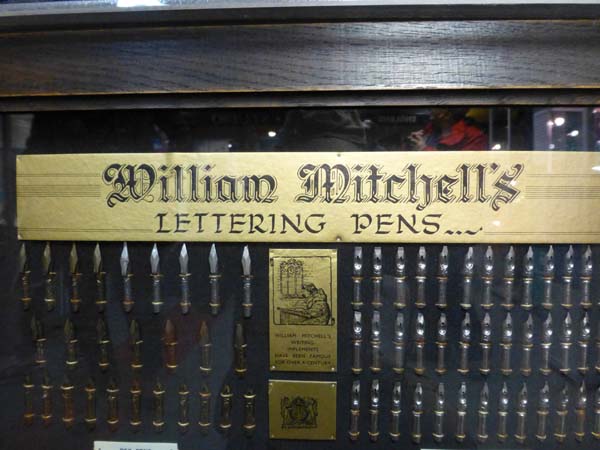 William Mitchell's
LETTERING PENS...
WILLIAM MITCHELL'S
WRITING
IMPLEMENTS
HAVE BEEN FAMOUS
FOR OVER A CENTURY